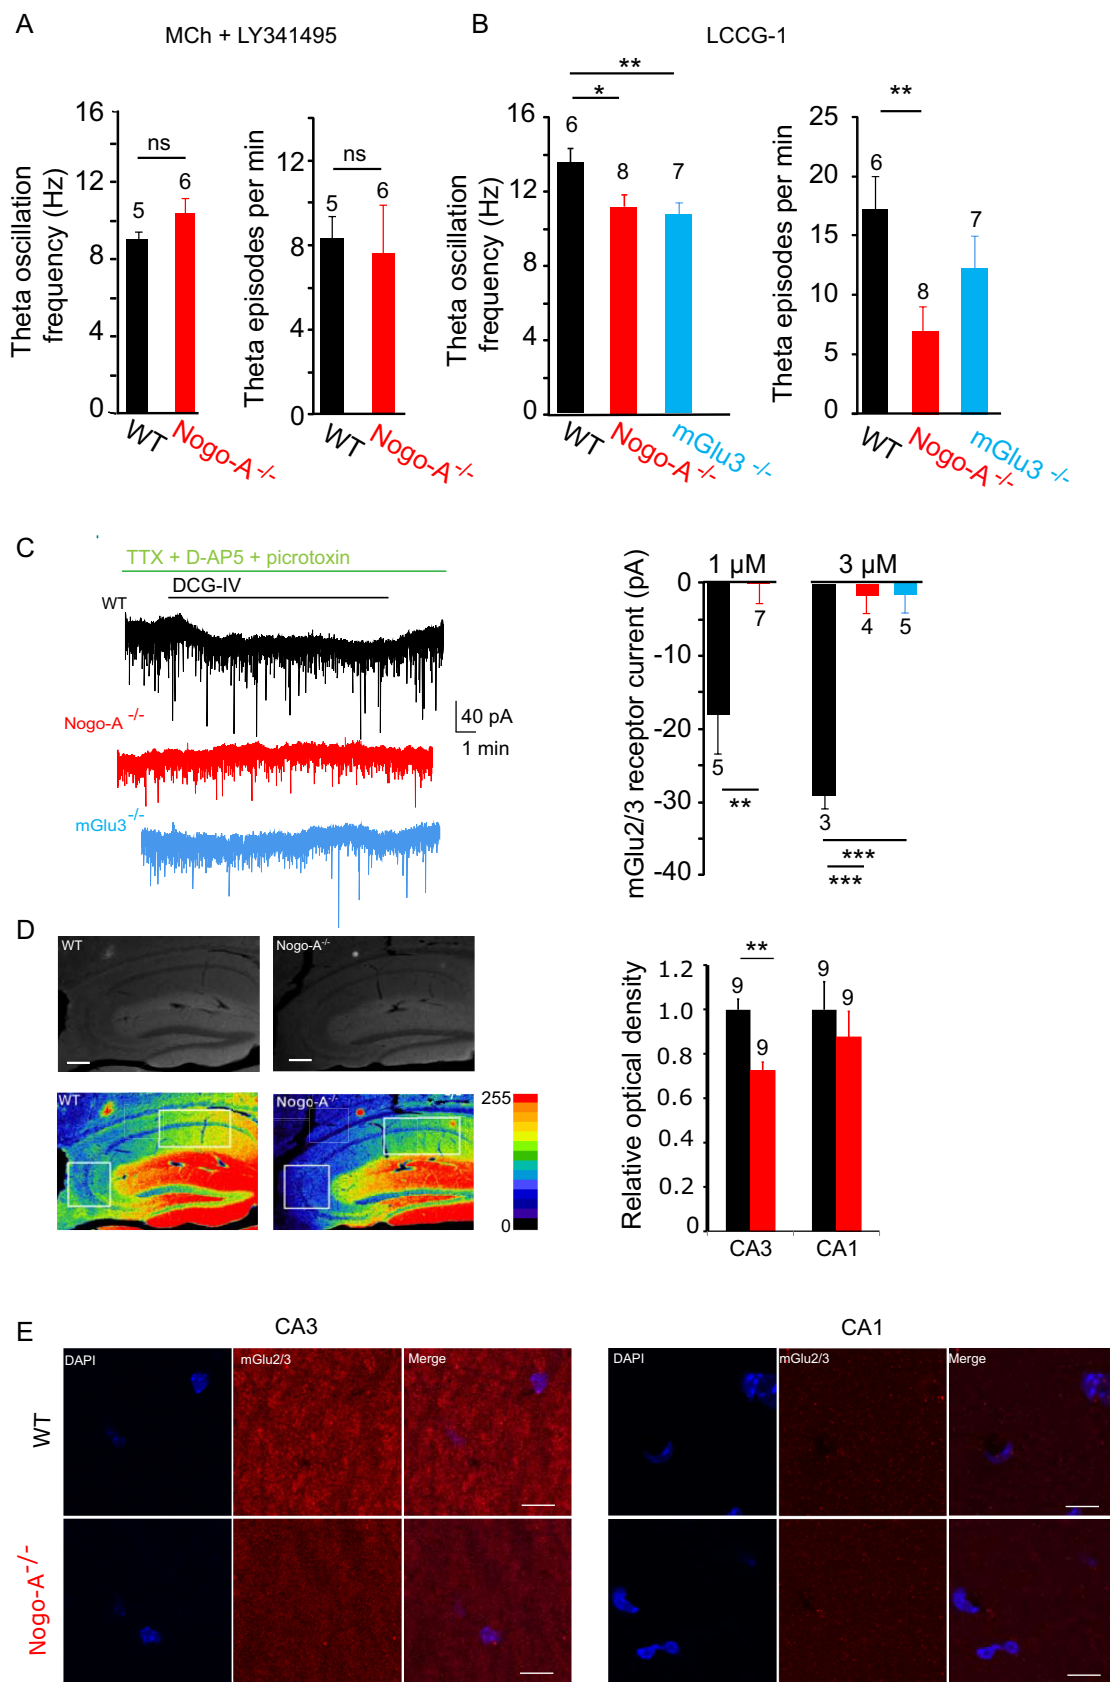 A
MCh + LY341495
Theta oscillation
frequency (Hz)
16
12
8
4
0
ns
5
6
WT
Nogo-A -/-
Theta episodes per min
12
8
4
0
ns
5
6
WT
Nogo-A -/-
B
LCCG-1
Theta oscillation
frequency (Hz)
16
12
8
4
0
**
*
6
8
7
WT
Nogo-A -/-
mGlu3 -/-
Theta episodes per min
25
20
15
10
5
0
**
6
8
7
WT
Nogo-A -/-
mGlu3 -/-
C
TTX + D-AP5 + picrotoxin
DCG-IV
WT
Nogo-A -/-
mGlu3 -/-
40 pA
1 min
mGlu2/3 receptor current (pA)
1 µM
3 µM
0
-10
-20
-30
-40
5
7
**
3
4
5
***
***
D
WT
Nogo-A-/-
WT
Nogo-A-/-
255
0
Relative optical density
1.2
1.0
0.8
0.6
0.4
0.2
0
**
9
9
9
9
CA3
CA1
E
CA3
CA1
WT
DAPI
mGlu2/3
Merge
DAPI
mGlu2/3
Merge
Nogo-A-/-